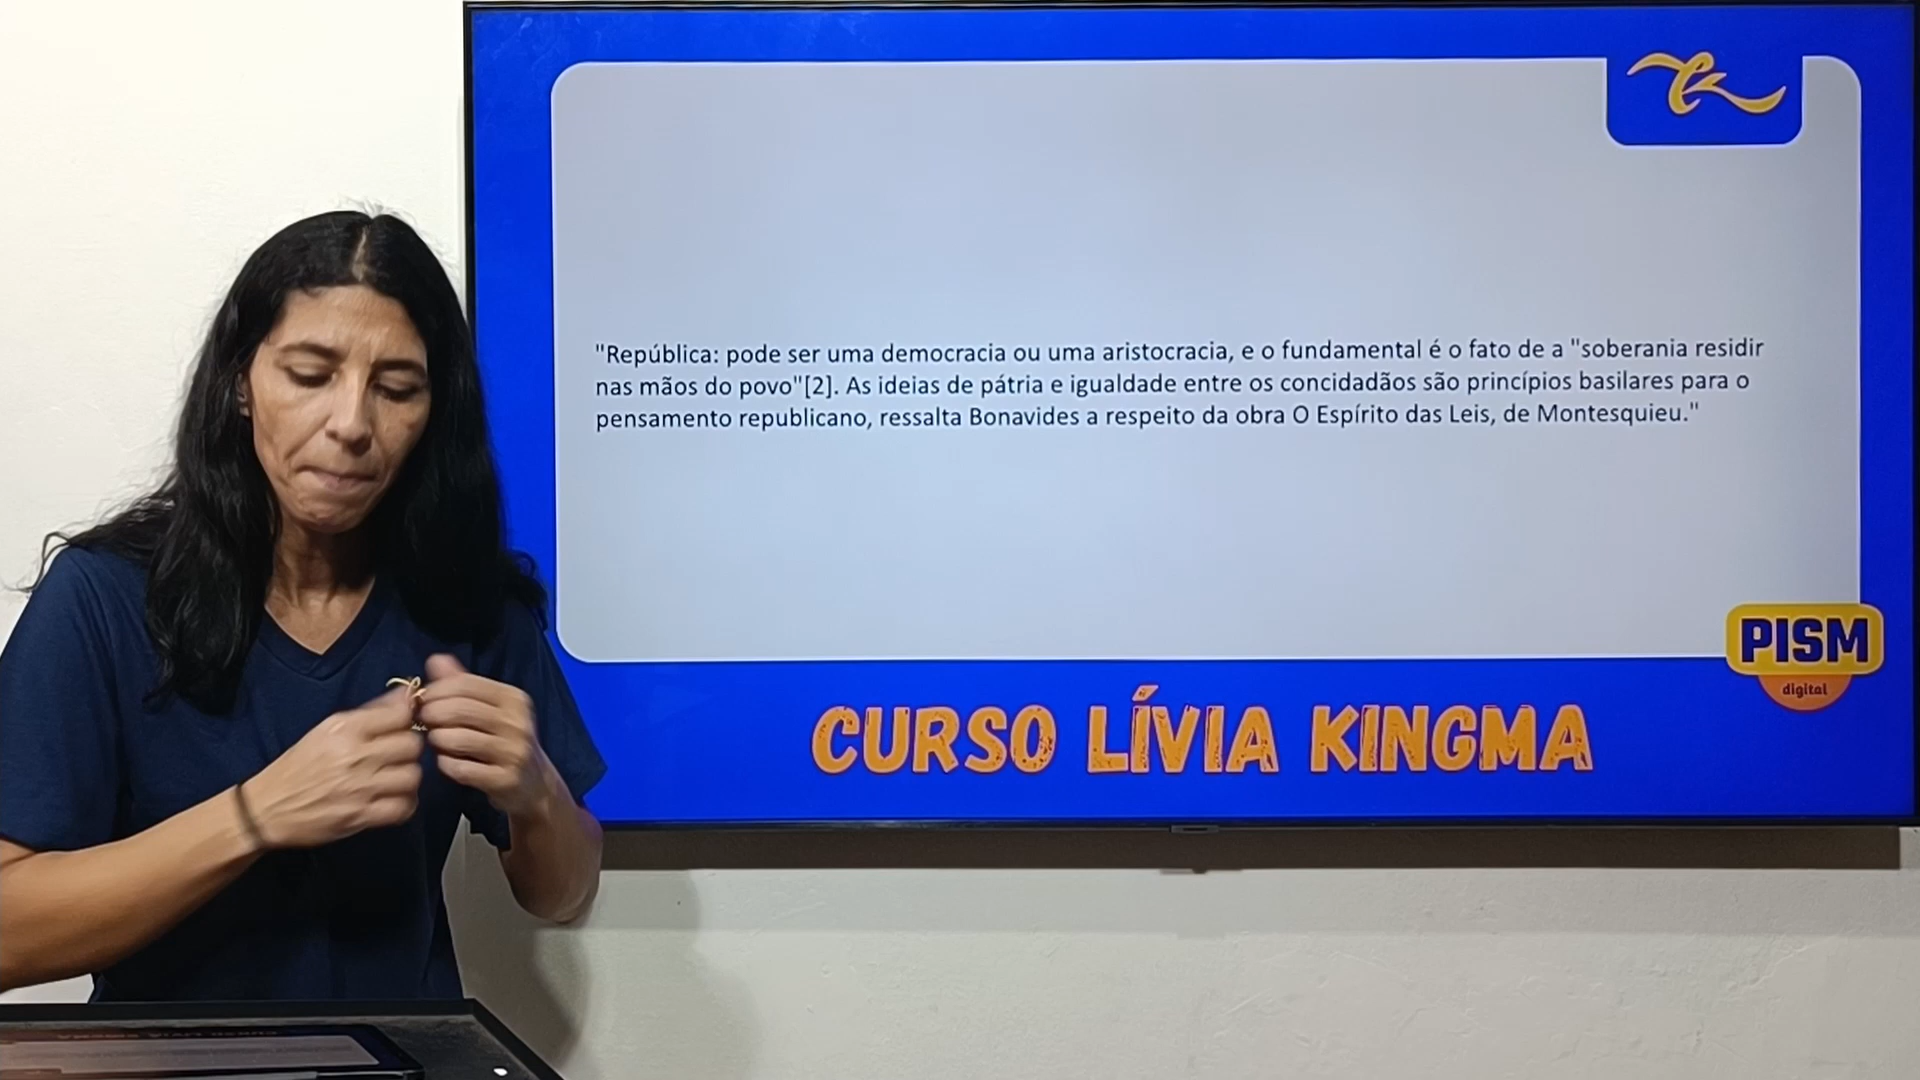 "República: pode ser uma democracia ou uma aristocracia, e o fundamental é o fato de a "soberania residir
nas mãos do povo"[2]. As ideias de pátria e igualdade entre os concidadãos são princípios basilares para o
pensamento republicano, ressalta Bonavides a respeito da obra O Espírito das Leis, de Montesquieu."
PISM
digital
CURSO LÍVIA KINGMA